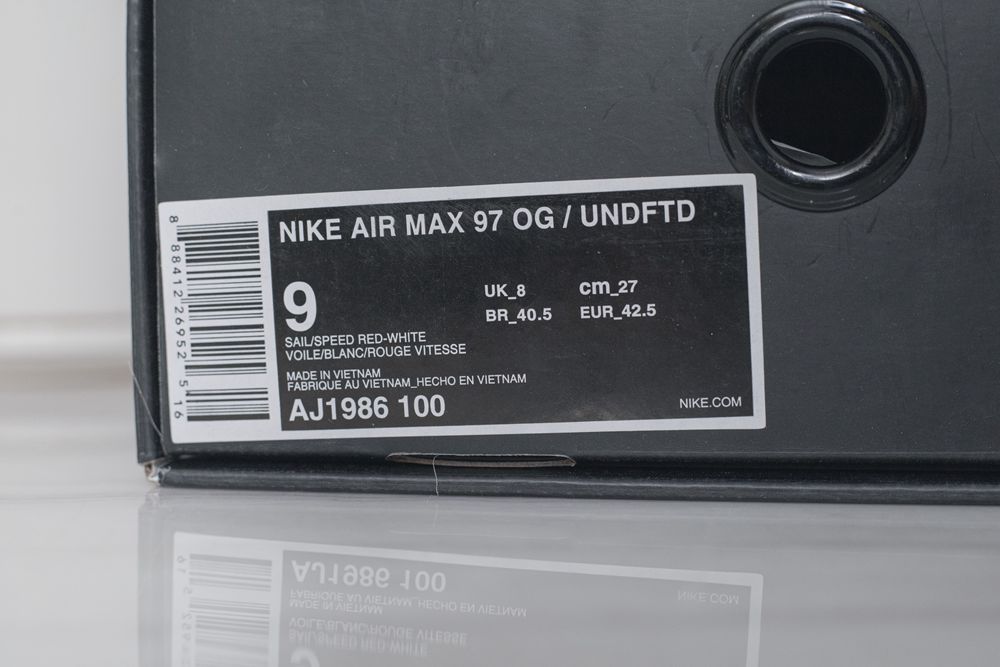 NIKE AIR MAX 97 OG / UNDFTD
9
UK_8 cm_27
BR_40.5 EUR_42.5
SAIL/SPEED RED-WHITE
VOILE/BLANC/ROUGE VITESSE
MADE IN VIETNAM
FABRIQUE AU VIETNAM_HECHO EN VIETNAM
AJ1986 100
NIKE.COM
8 88412 26952 5 16